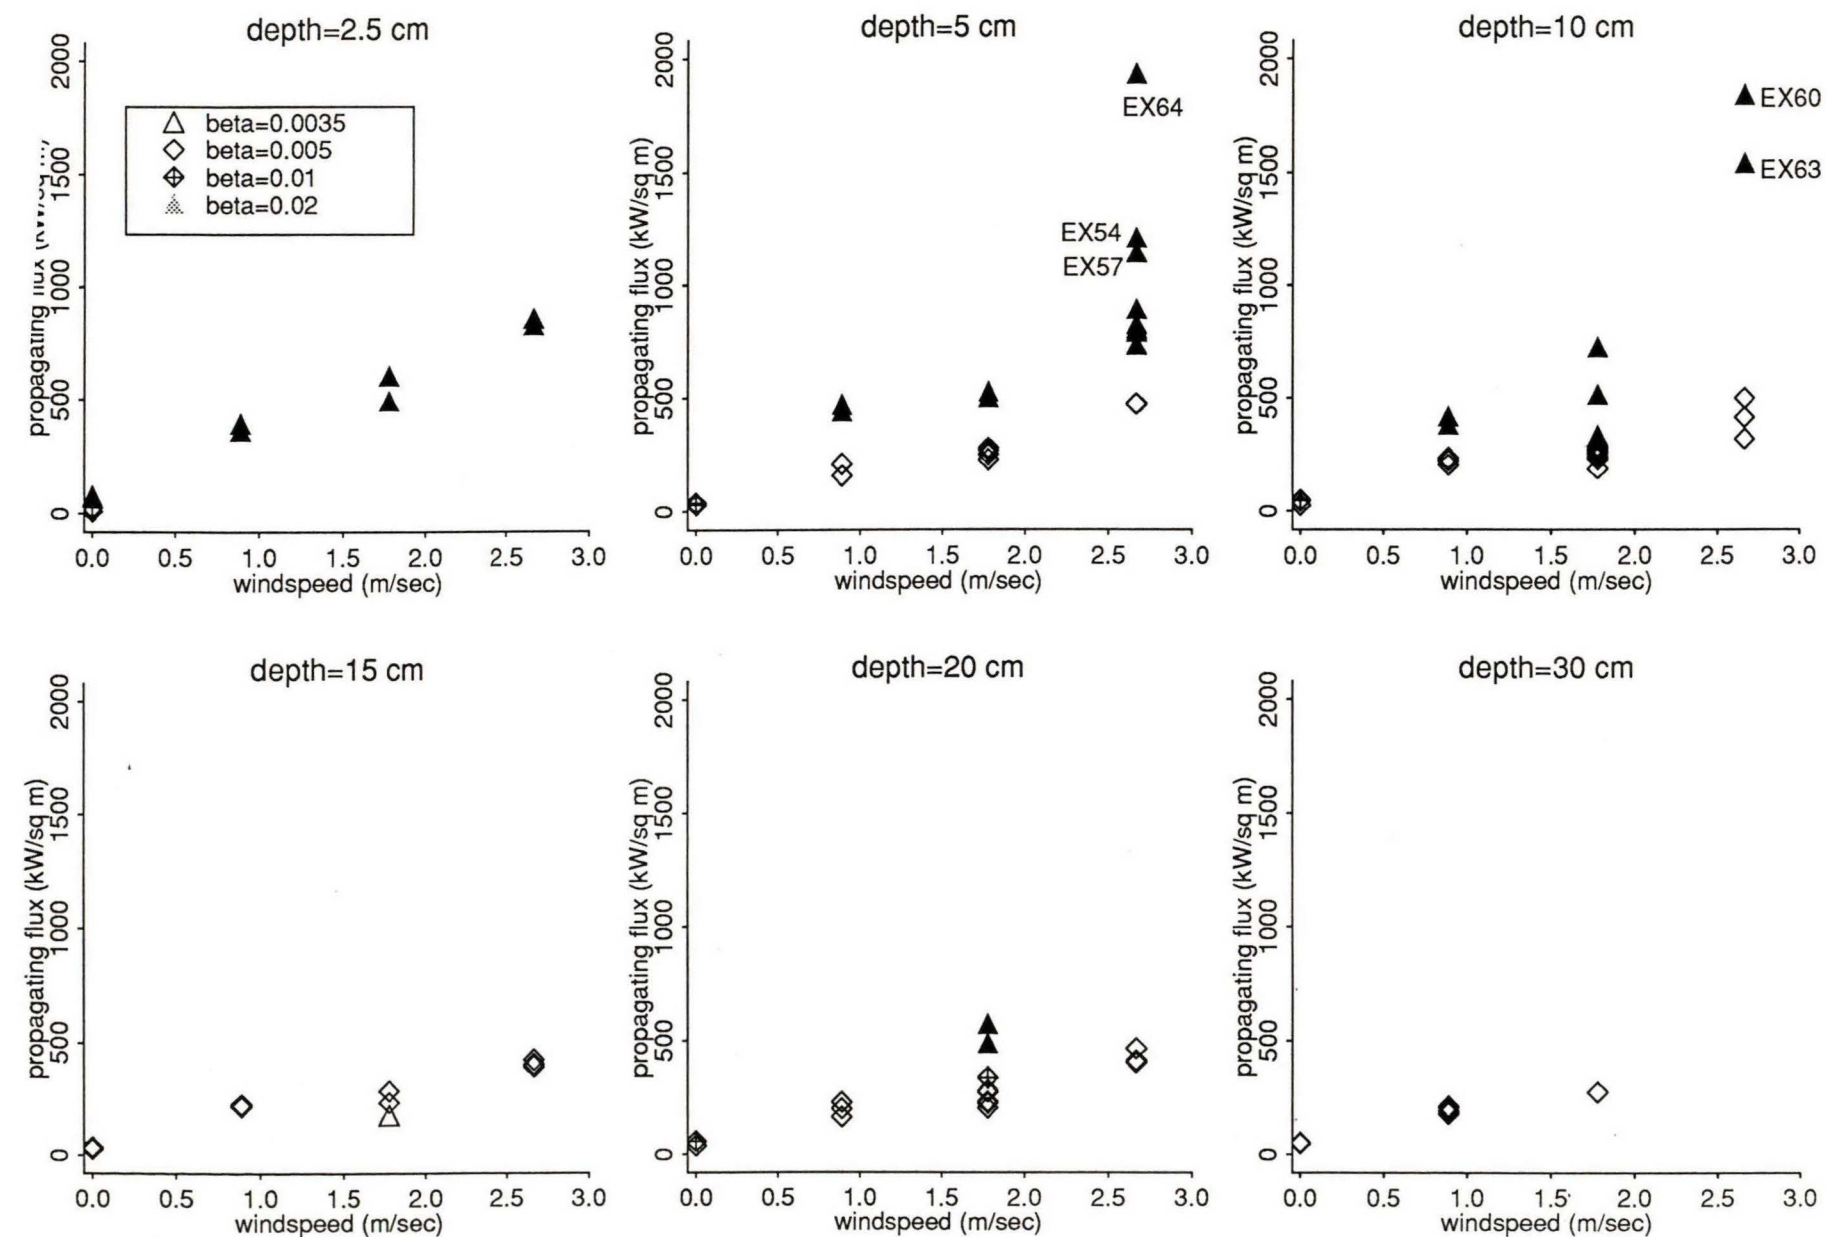 depth=2.5 cm
propagating flux (kW/sq m)
2000
1500
1000
500
0
beta=0.0035
beta=0.005
beta=0.01
beta=0.02
0.0 0.5 1.0 1.5 2.0 2.5 3.0
windspeed (m/sec)
depth=5 cm
propagating flux (kW/sq m)
2000
1500
1000
500
0
EX64
EX54
EX57
0.0 0.5 1.0 1.5 2.0 2.5 3.0
windspeed (m/sec)
depth=10 cm
propagating flux (kW/sq m)
2000
1500
1000
500
0
EX60
EX63
0.0 0.5 1.0 1.5 2.0 2.5 3.0
windspeed (m/sec)
depth=15 cm
propagating flux (kW/sq m)
2000
1500
1000
500
0
0.0 0.5 1.0 1.5 2.0 2.5 3.0
windspeed (m/sec)
depth=20 cm
propagating flux (kW/sq m)
2000
1500
1000
500
0
0.0 0.5 1.0 1.5 2.0 2.5 3.0
windspeed (m/sec)
depth=30 cm
propagating flux (kW/sq m)
2000
1500
1000
500
0
0.0 0.5 1.0 1.5 2.0 2.5 3.0
windspeed (m/sec)